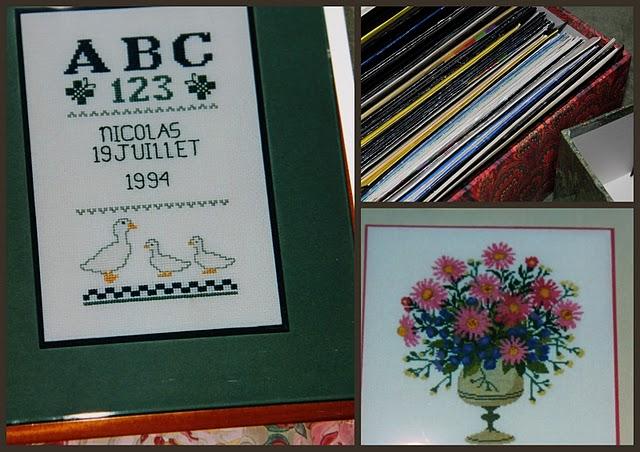 ABC
123
NICOLAS
19 JUILLET
1994